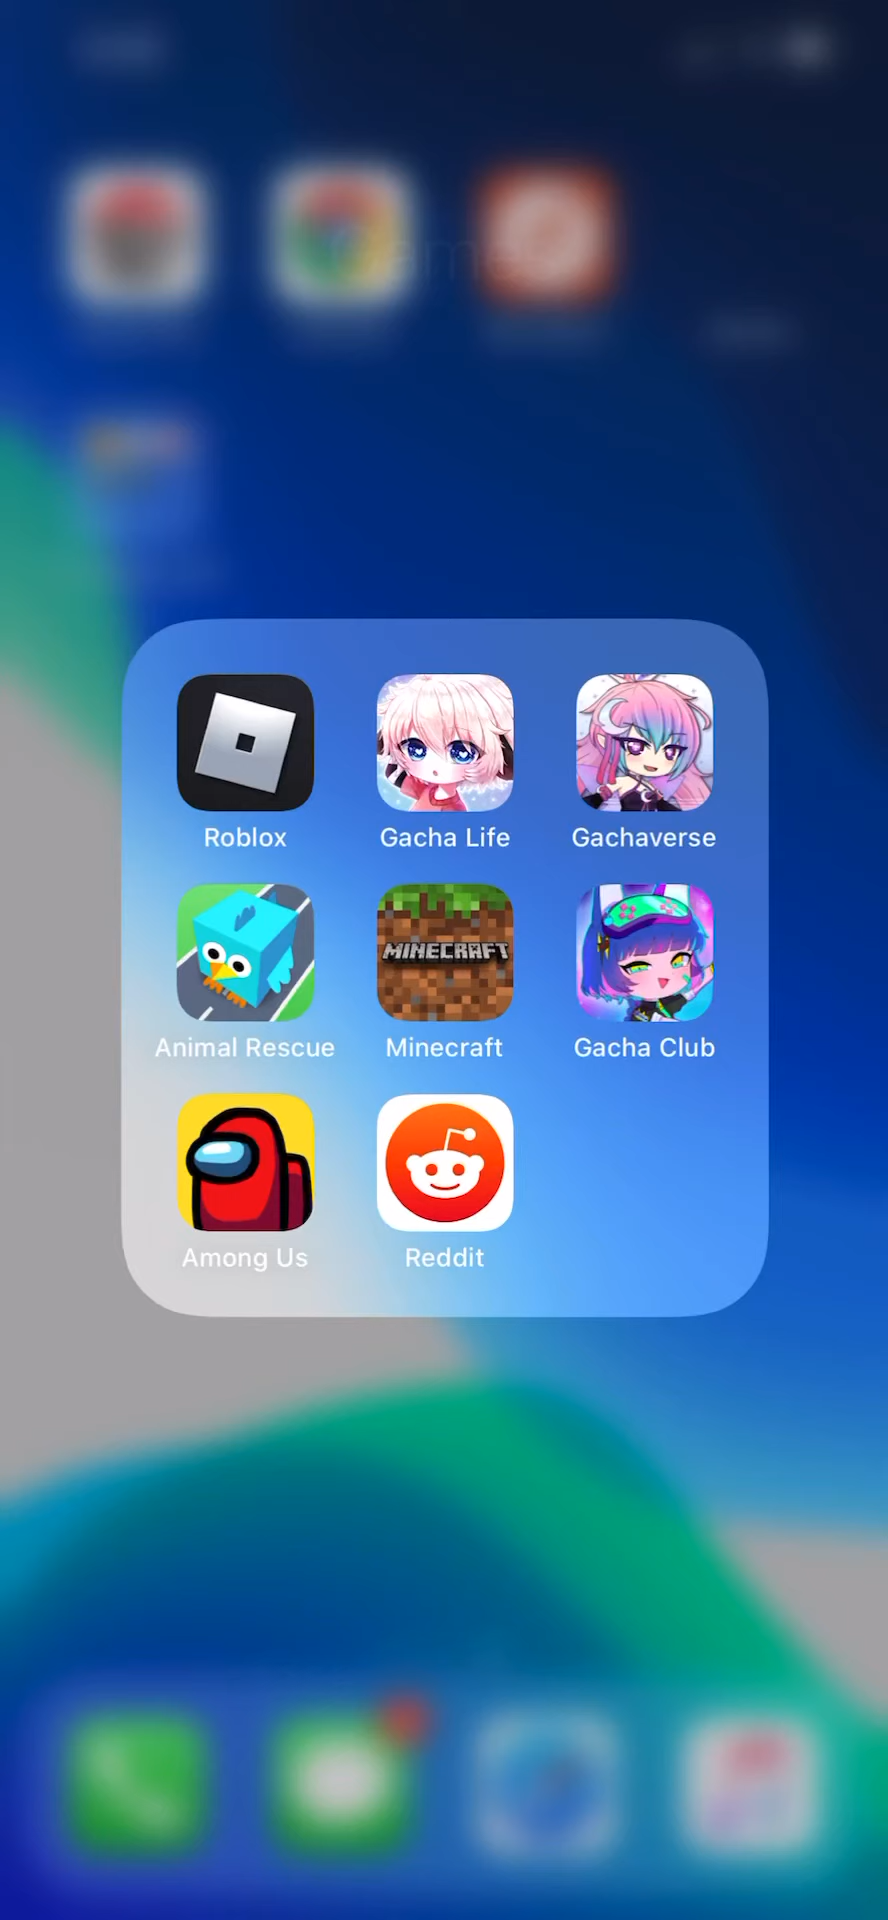 Roblox
Gacha Life
Gachaverse
Animal Rescue
MINECRAFT
Minecraft
Gacha Club
Among Us
Reddit